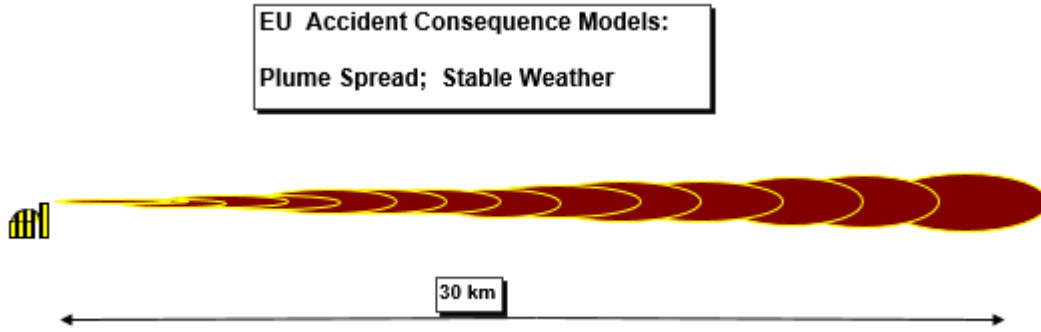 EU Accident Consequence Models:
Plume Spread; Stable Weather
30 km